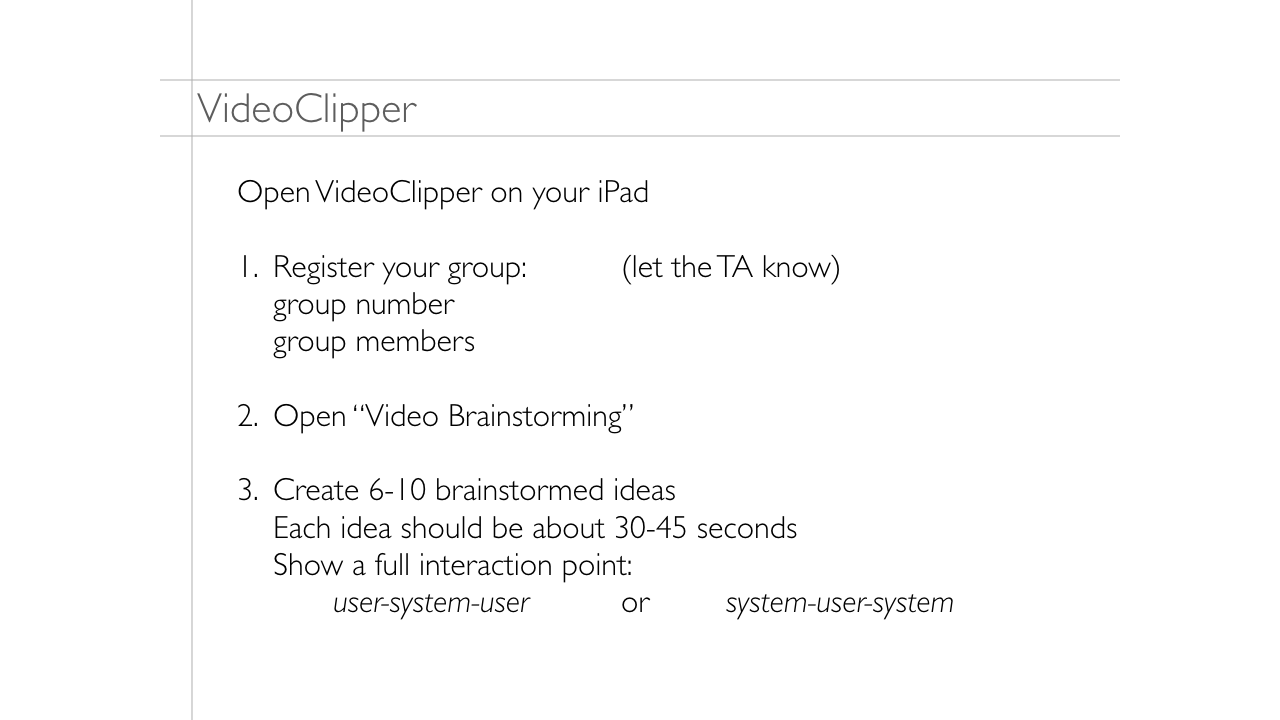 VideoClipper
Open VideoClipper on your iPad
1. Register your group: (let the TA know)
group number
group members
2. Open “Video Brainstorming”
3. Create 6-10 brainstormed ideas
Each idea should be about 30-45 seconds
Show a full interaction point:
user-system-user or system-user-system